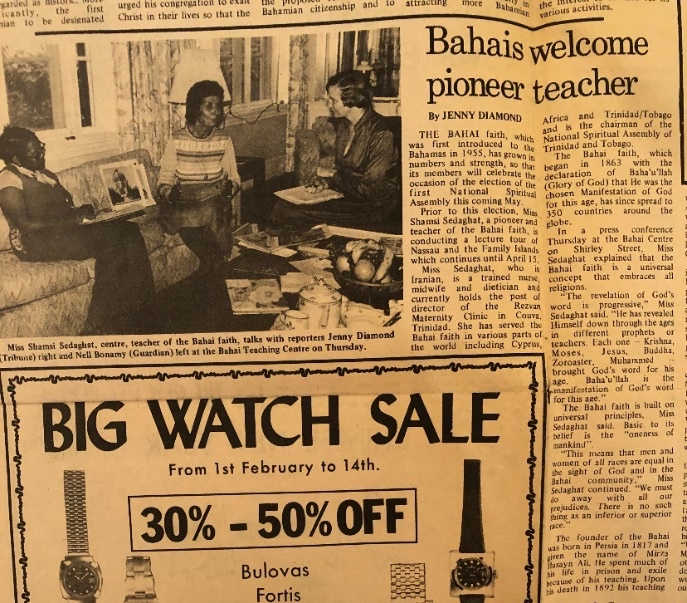 urged his congregation to exalt
Christ in their lives so that the
Bahamian citizenship and to
attracting more Bahamian
various activities.
icantly, the first
ian to be designated
Bahais welcome
pioneer teacher
By JENNY DIAMOND
THE BAHAI faith, which
was first introduced to the
Bahamas in 1955, has grown in
numbers and strength, so that
its members will celebrate the
occasion of the election of the
first National Spiritual
Assembly this coming May.
Prior to this election, Miss
Shamsi Sedaghat, a pioneer and
teacher of the Bahai faith, is
conducting a lecture tour of
Nassau and the Family Islands
which continues until April 15.
Miss Sedaghat, who is
Iranian, is a trained nurse,
midwife and dietician and
currently holds the post of
director of the Rezvan
Maternity Clinic in Couva,
Trinidad. She has served the
Bahai faith in various parts of
the world including Cyprus,
Africa and Trinidad/Tobago
and is the chairman of the
National Spiritual Assembly of
Trinidad and Tobago.
The Bahai faith, which
began in 1863 with the
declaration of Baha'u'llah
(Glory of God) that He was the
chosen Manifestation of God
for this age, has since spread to
350 countries around the
globe.
In a press conference
Thursday at the Bahai Centre
on Shirley Street, Miss
Sedaghat explained that the
Bahai faith is a universal
concept that embraces all
religions.
"The revelation of God's
word is progressive," Miss
Sedaghat said. "He has revealed
Himself down through the ages
in different prophets or
teachers. Each one - Krishna,
Moses, Jesus, Buddha,
Zoroaster, Muhammed -
brought God's word for his
age. Baha'u'llah is the
manifestation of God's word
for this age."
The Bahai faith is built on
universal principles, Miss
Sedaghat said. Basic to its
belief is the "oneness of
mankind".
"This means that men and
women of all races are equal in
the sight of God and in the
Bahai community," Miss
Sedaghat continued. "We must
do away with all our
prejudices. There is no such
thing as an inferior or superior
race."
The founder of the Bahai
was born in Persia in 1817 and
given the name of Mirza
Husayn Ali. He spent much of
his life in prison and exile
because of his teaching. Upon
his death in 1892 his teaching
Miss Shamsi Sedaghat, centre, teacher of the Bahai faith, talks with reporters Jenny Diamond
(Tribune) right and Nell Bonamy (Guardian) left at the Bahai Teaching Centre on Thursday.
BIG WATCH SALE
From 1st February to 14th.
30% - 50% OFF
Bulovas
Fortis